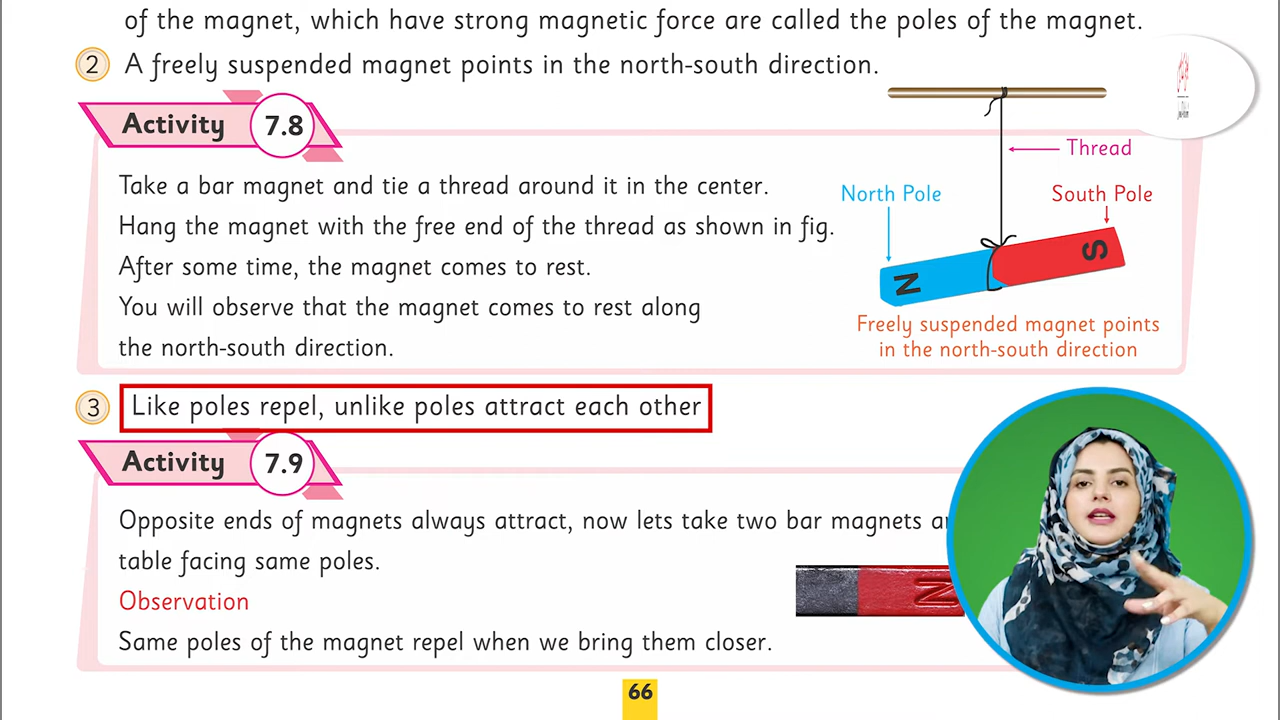 of the magnet, which have strong magnetic force are called the poles of the magnet.
2 A freely suspended magnet points in the north-south direction.
Activity 7.8
Take a bar magnet and tie a thread around it in the center.
Hang the magnet with the free end of the thread as shown in fig.
After some time, the magnet comes to rest.
You will observe that the magnet comes to rest along
the north-south direction.
Thread
North Pole
South Pole
N
S
Freely suspended magnet points
in the north-south direction
3 Like poles repel, unlike poles attract each other
Activity 7.9
Opposite ends of magnets always attract, now lets take two bar magnets
table facing same poles.
N
Observation
Same poles of the magnet repel when we bring them closer.
66